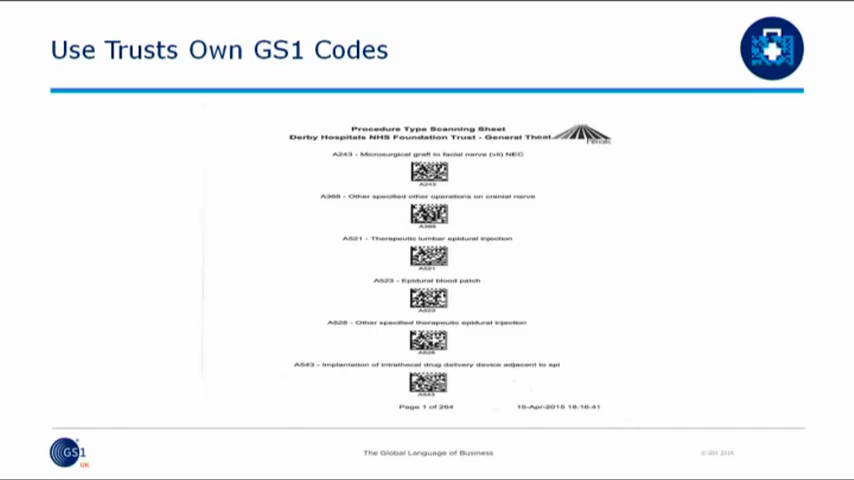 Use Trusts Own GS1 Codes
Procedure Type Scanning Sheet
Derby Hospitals NHS Foundation Trust - General Theat
A243 - Microsurgical graft to facial nerve (vii) NEC
A243
A368 - Other specified other operations on cranial nerve
A368
A521 - Therapeutic lumbar epidural injection
A521
A523 - Epidural blood patch
A523
A528 - Other specified therapeutic epidural injection
A528
A543 - Implantation of intrathecal drug delivery device adjacent to spi
A543
Page 1 of 264
15-Apr-2015 16:16:41
GS1
UK
The Global Language of Business
© GS1 2016